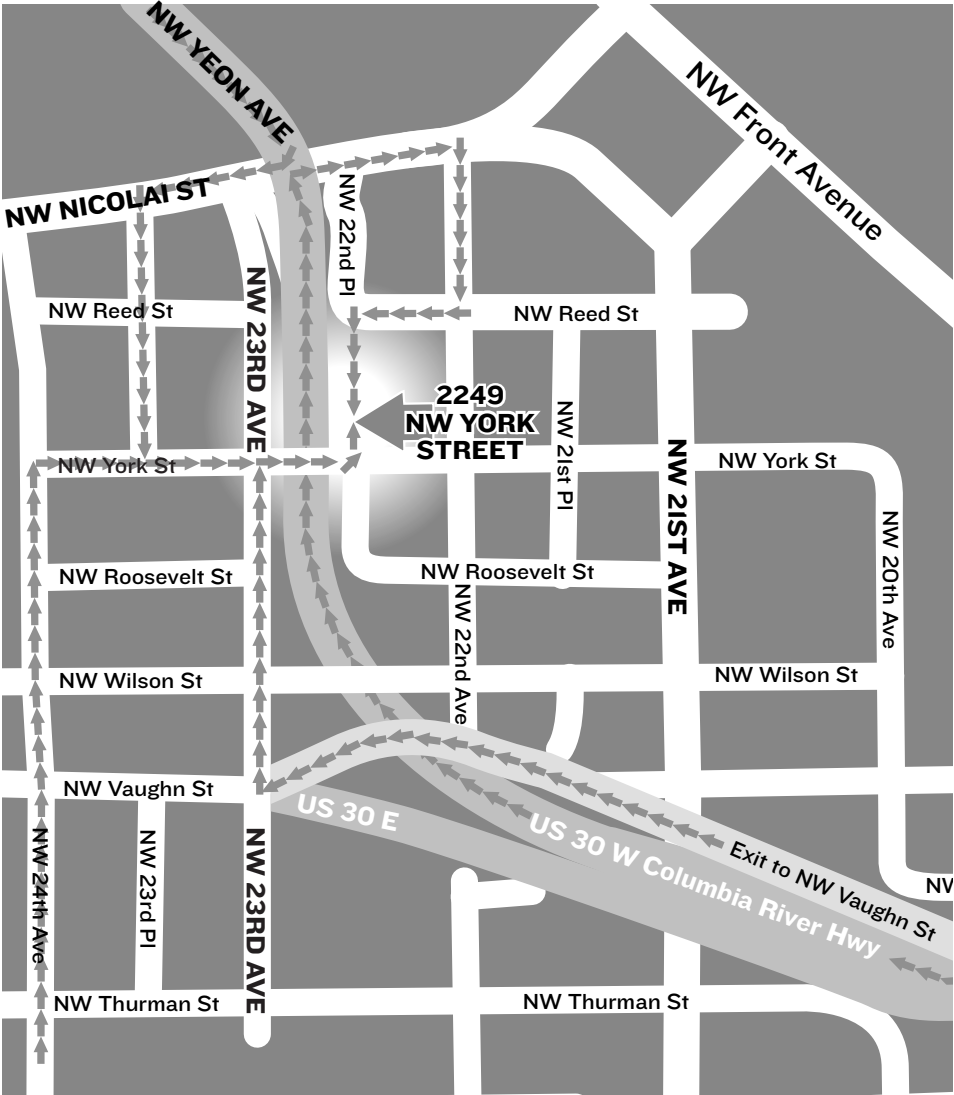 NW YEON AVE
NW Front Avenue
NW NICOLAI ST
NW 22nd Pl
NW Reed St
NW Reed St
NW 23RD AVE
2249
NW YORK
STREET
NW 21st Pl
NW 21ST AVE
NW York St
NW York St
NW 20th Ave
NW Roosevelt St
NW Roosevelt St
NW 22nd Ave
NW Wilson St
NW Wilson St
NW Vaughn St
US 30 E
US 30 W Columbia River Hwy
Exit to NW Vaughn St
NW 24th Ave
NW 23rd Pl
NW 23RD AVE
NW
NW Thurman St
NW Thurman St